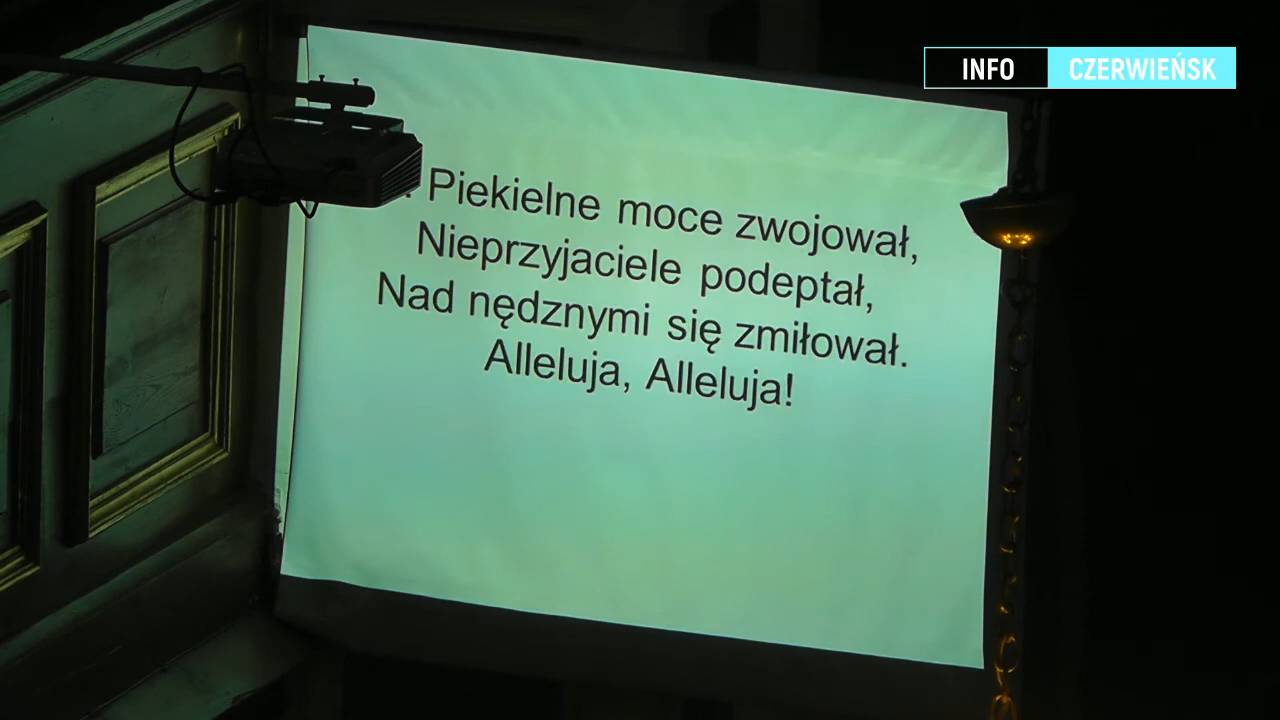 INFO CZERWIEŃSK
. Piekielne moce zwojował,
Nieprzyjaciele podeptał,
Nad nędznymi się zmiłował.
Alleluja, Alleluja!